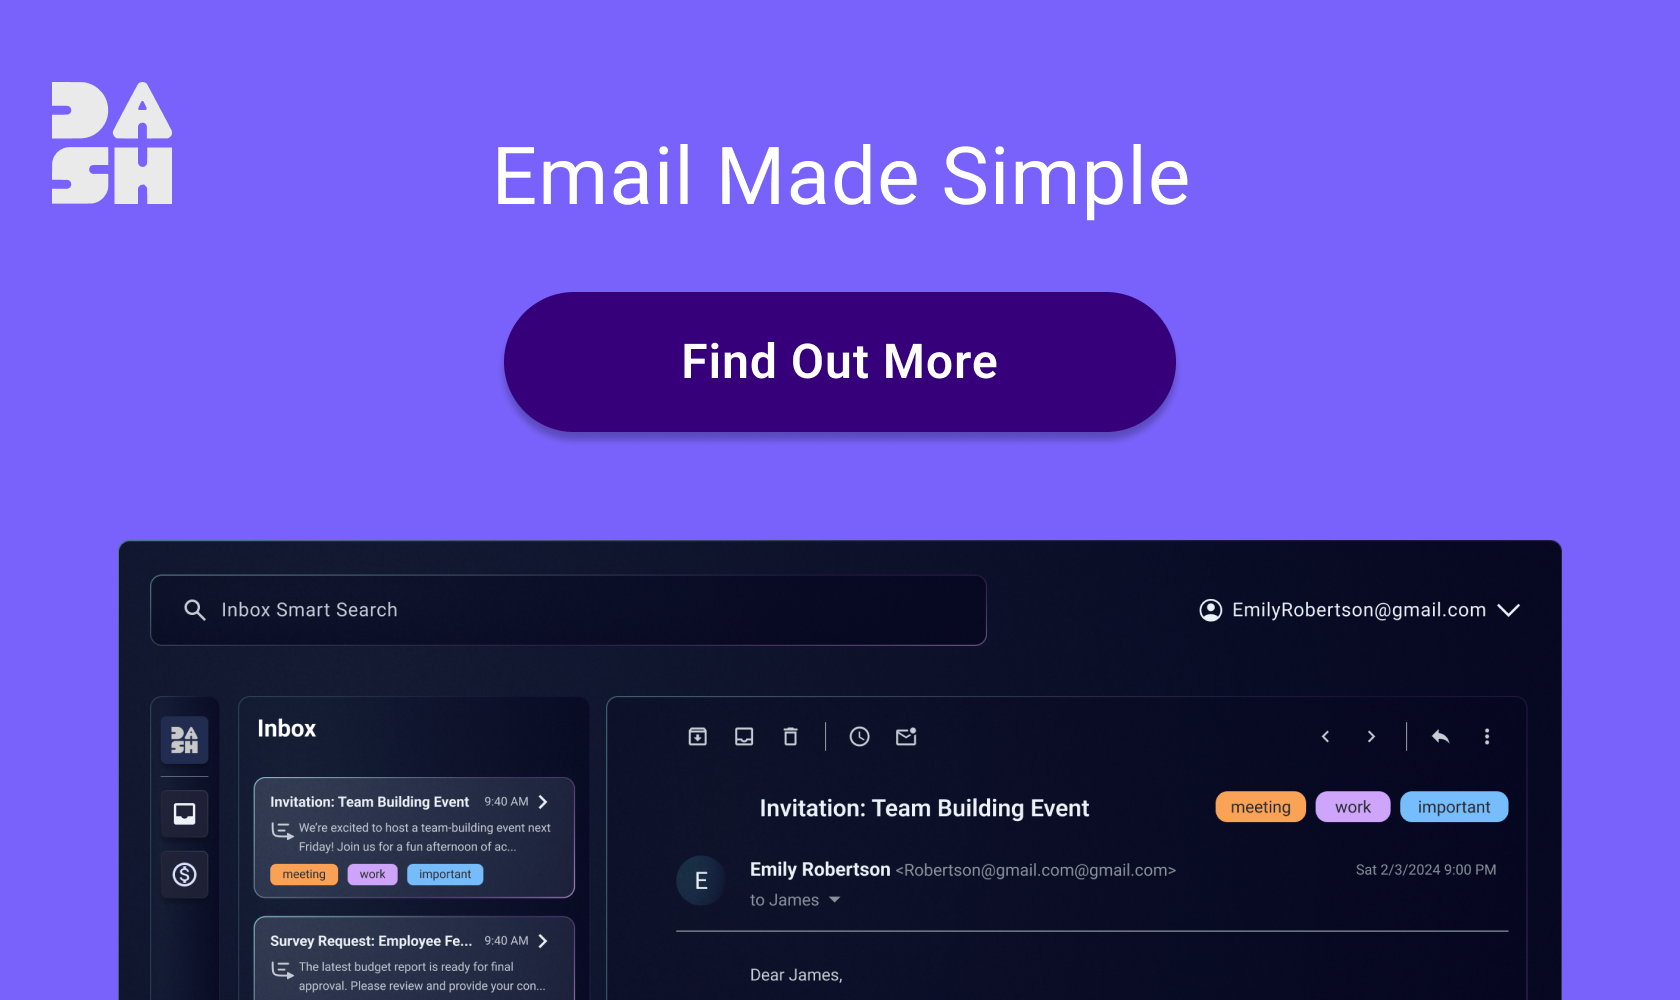 DASH
Email Made Simple
Find Out More
Inbox Smart Search
EmilyRobertson@gmail.com
DASH
Inbox
Invitation: Team Building Event 9:40 AM
We're excited to host a team-building event next
Friday! Join us for a fun afternoon of ac...
meeting work important
Survey Request: Employee Fe... 9:40 AM
The latest budget report is ready for final
approval. Please review and provide your con...
Invitation: Team Building Event
meeting work important
E
Emily Robertson <Robertson@gmail.com@gmail.com>
Sat 2/3/2024 9:00 PM
to James
Dear James,